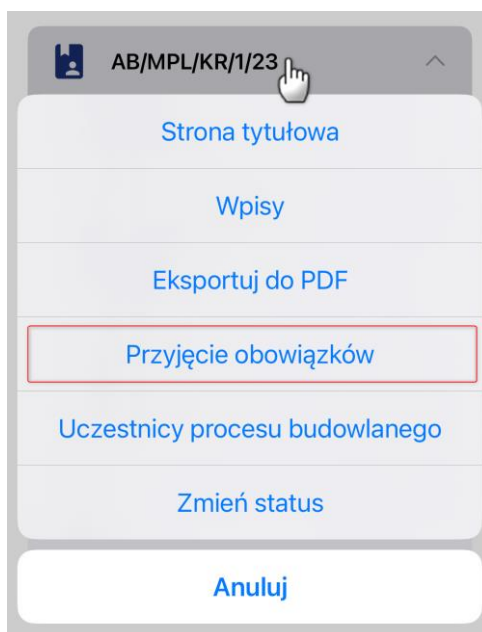 AB/MPL/KR/1/23
Strona tytułowa
Wpisy
Eksportuj do PDF
Przyjęcie obowiązków
Uczestnicy procesu budowlanego
Zmień status
Anuluj